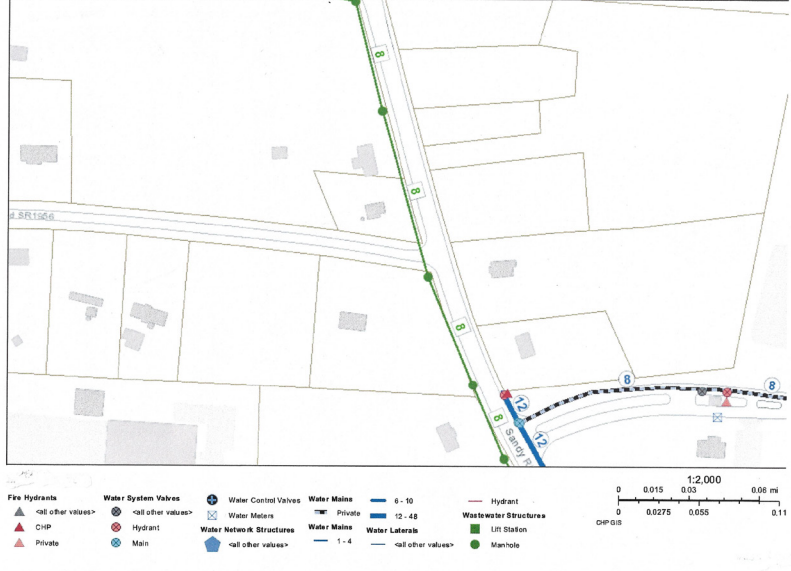 8
8
d SR1956
8
8
8
12
12
8
Sandy R
1:2,000
0 0.015 0.03 0.06 mi
0 0.0275 0.055 0.11
CHP GIS
Fire Hydrants
<all other values>
CHP
Private
Water System Valves
<all other values>
Hydrant
Main
Water Control Valves
Water Meters
Water Network Structures
<all other values>
Water Mains
Private
Water Mains
1 - 4
6 - 10
12 - 48
Water Laterals
<all other values>
Hydrant
Wastewater Structures
Lift Station
Manhole